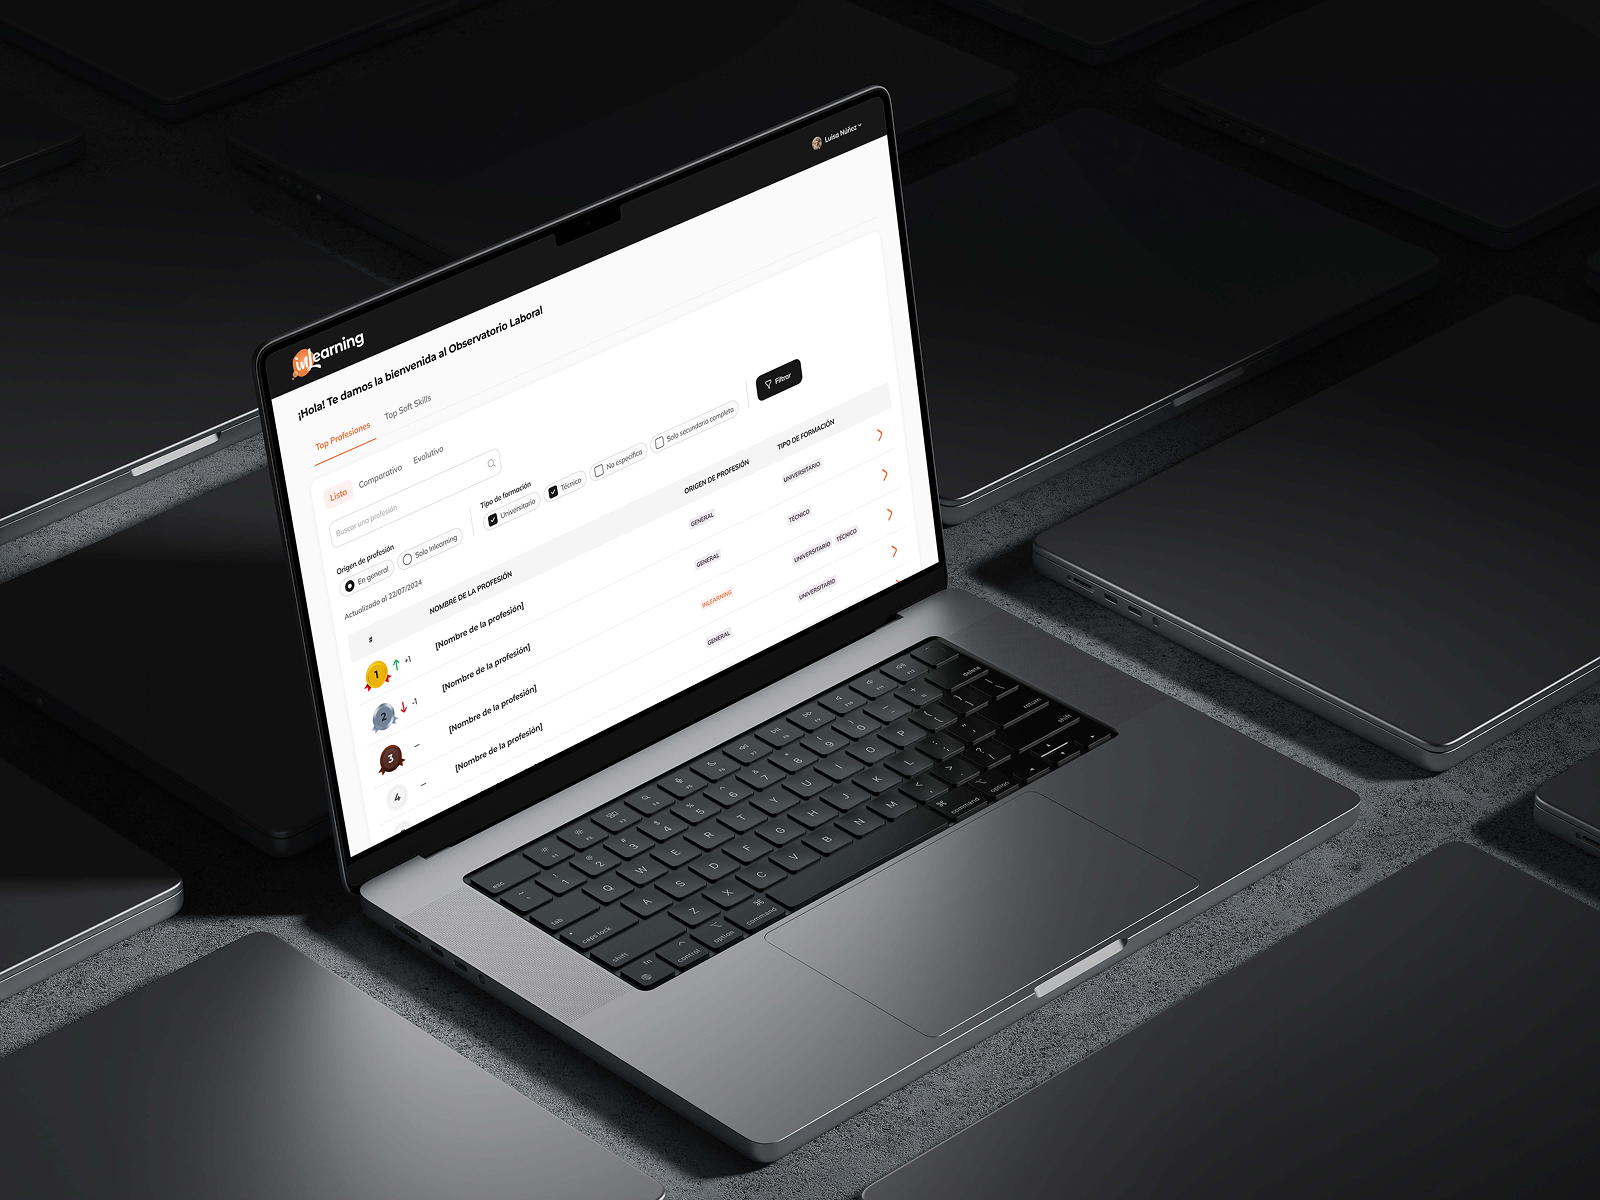 Luisa Núñez
inlearning
¡Hola! Te damos la bienvenida al Observatorio Laboral
Top Profesiones
Top Soft Skills
Lista
Comparativo
Evolutivo
Buscar una profesión
Origen de profesión
En general
Solo Inlearning
Tipo de formación
Universitario
Técnico
No especifica
Solo secundaria completa
Filtrar
Actualizado al 22/07/2024
#
NOMBRE DE LA PROFESIÓN
ORIGEN DE PROFESIÓN
TIPO DE FORMACIÓN
1
+1
[Nombre de la profesión]
GENERAL
UNIVERSITARIO
2
-1
[Nombre de la profesión]
GENERAL
TÉCNICO
3
–
[Nombre de la profesión]
INLEARNING
UNIVERSITARIO
TÉCNICO
4
–
[Nombre de la profesión]
GENERAL
UNIVERSITARIO
esc
delete
tab
Q W E R T Y U I O P
caps lock
A S D F G H J K L
return
shift
Z X C V B N M
shift
fn
control
option
command
command
option